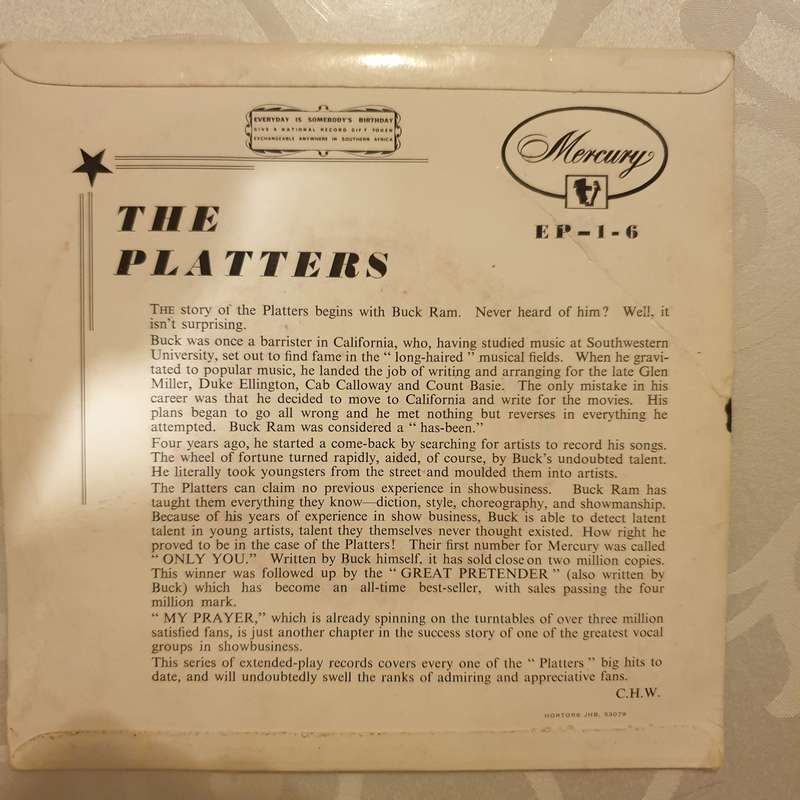 EVERYDAY IS SOMEBODY'S BIRTHDAY
GIVE A NATIONAL RECORD GIFT TOKEN
EXCHANGEABLE ANYWHERE IN SOUTHERN AFRICA
Mercury
EP-1-6
THE
PLATTERS
THE story of the Platters begins with Buck Ram. Never heard of him? Well, it
isn't surprising.
Buck was once a barrister in California, who, having studied music at Southwestern
University, set out to find fame in the " long-haired " musical fields. When he gravi-
tated to popular music, he landed the job of writing and arranging for the late Glen
Miller, Duke Ellington, Cab Calloway and Count Basie. The only mistake in his
career was that he decided to move to California and write for the movies. His
plans began to go all wrong and he met nothing but reverses in everything he
attempted. Buck Ram was considered a " has-been."
Four years ago, he started a come-back by searching for artists to record his songs.
The wheel of fortune turned rapidly, aided, of course, by Buck's undoubted talent.
He literally took youngsters from the street and moulded them into artists.
The Platters can claim no previous experience in showbusiness. Buck Ram has
taught them everything they know—diction, style, choreography, and showmanship.
Because of his years of experience in show business, Buck is able to detect latent
talent in young artists, talent they themselves never thought existed. How right he
proved to be in the case of the Platters! Their first number for Mercury was called
" ONLY YOU." Written by Buck himself, it has sold close on two million copies.
This winner was followed up by the " GREAT PRETENDER " (also written by
Buck) which has become an all-time best-seller, with sales passing the four
million mark.
" MY PRAYER," which is already spinning on the turntables of over three million
satisfied fans, is just another chapter in the success story of one of the greatest vocal
groups in showbusiness.
This series of extended-play records covers every one of the " Platters " big hits to
date, and will undoubtedly swell the ranks of admiring and appreciative fans.
C.H.W.
HORTORS JHB. 53079